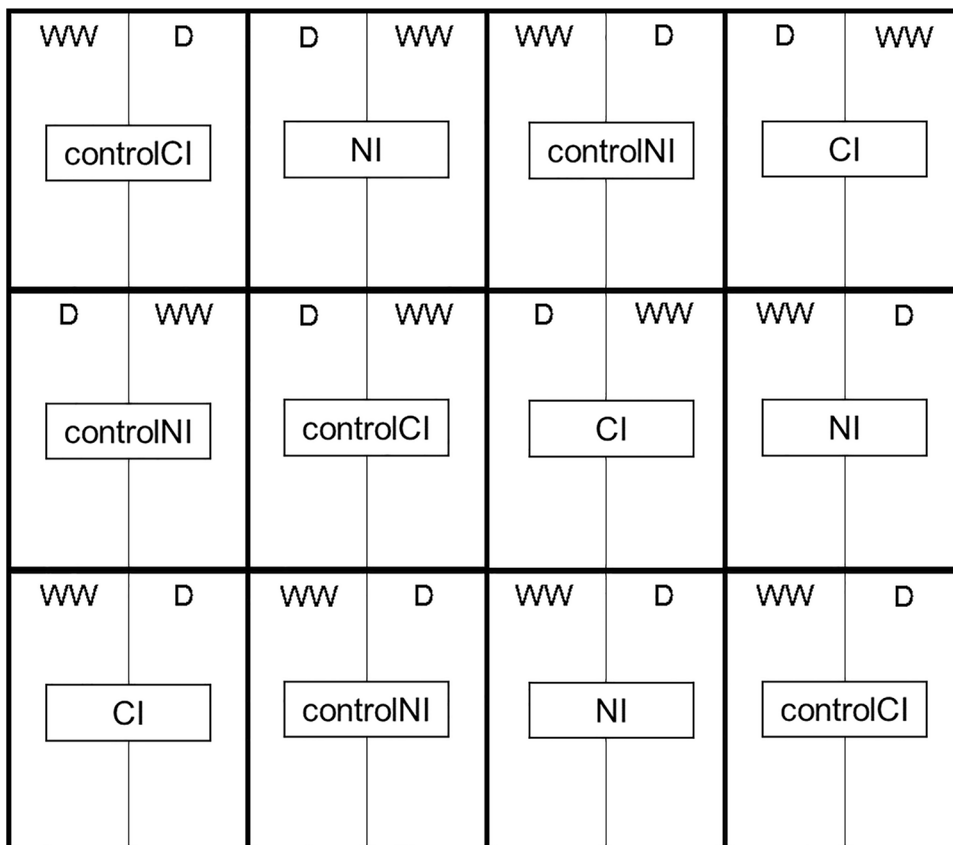 WW D D WW WW D D WW
controlCI NI controlNI CI
D WW D WW D WW WW D
controlNI controlCI CI NI
WW D WW D WW D WW D
CI controlNI NI controlCI